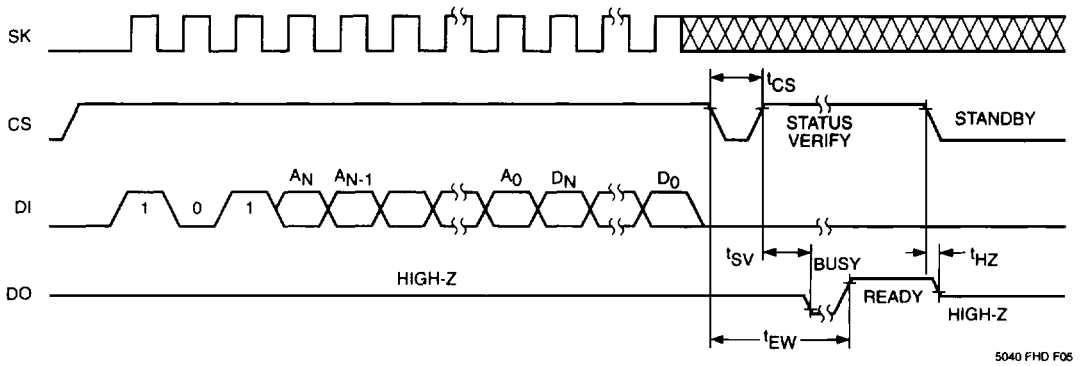 SK
CS
tCS
STATUS
VERIFY
STANDBY
DI
1
0
1
AN
AN-1
A0
DN
D0
DO
HIGH-Z
tSV
BUSY
READY
tHZ
HIGH-Z
tEW
5040 FHD F05